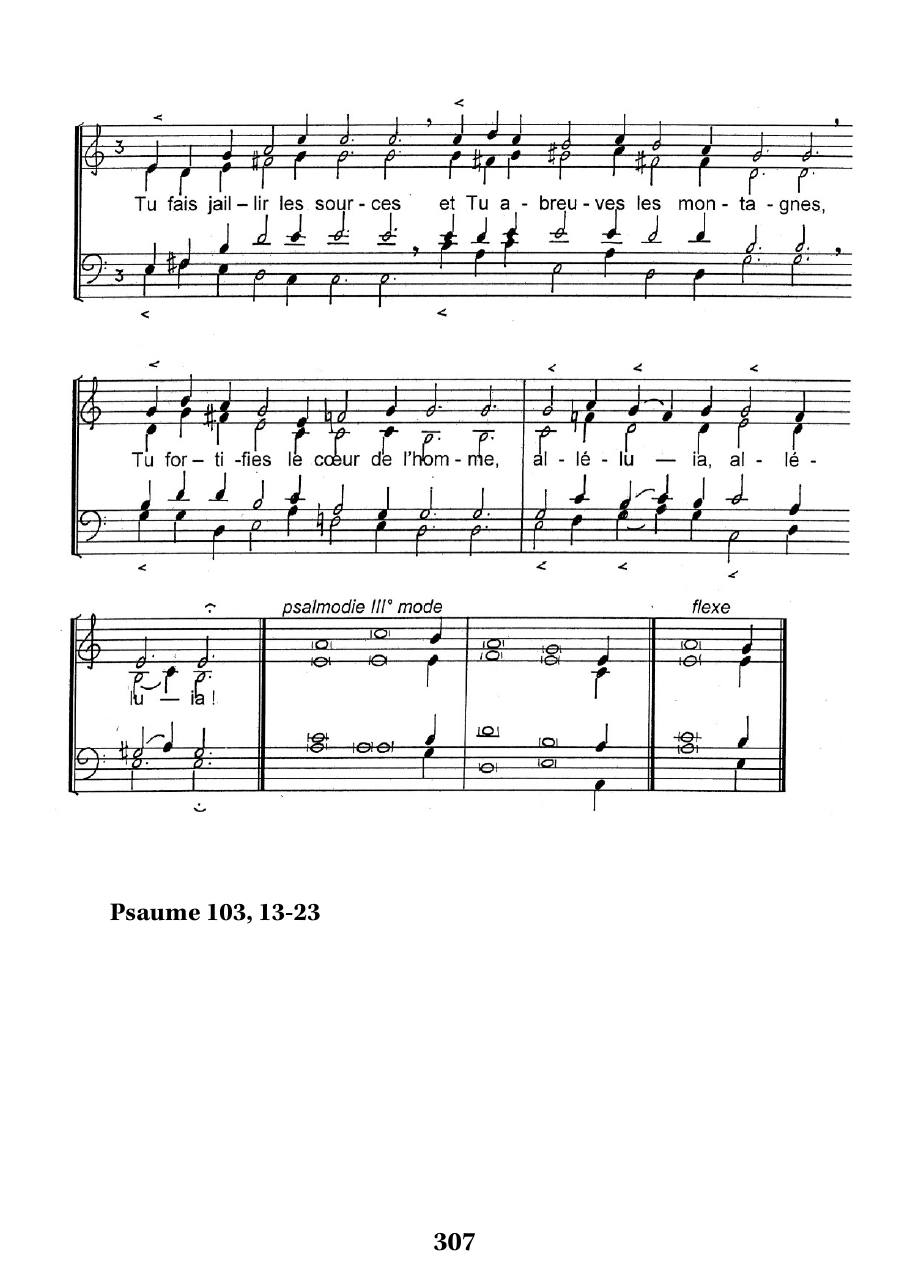 3
Tu fais jail – lir les sour - ces et Tu a - breu - ves les mon - ta - gnes,
3
Tu for – ti -fies le cœur de l'hom - me, al - lé - lu — ia, al - lé -
psalmodie III° mode flexe
lu — ia !
Psaume 103, 13-23
307